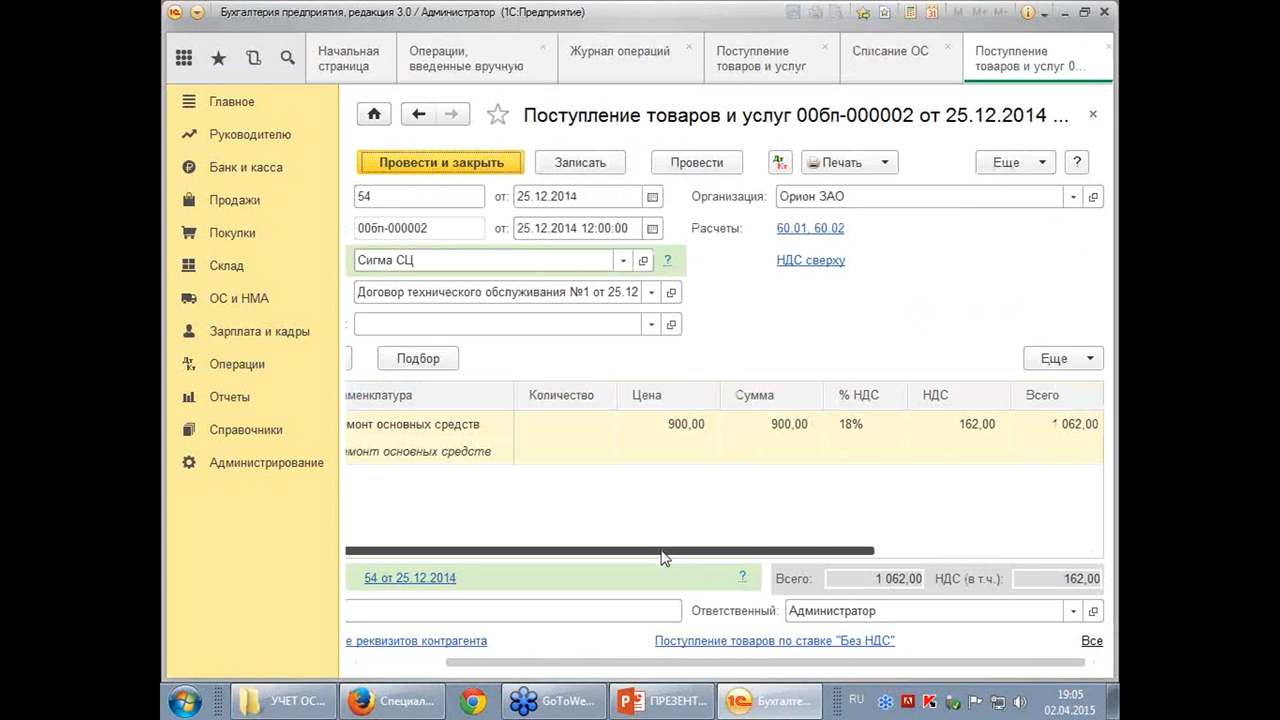 Бухгалтерия предприятия, редакция 3.0 / Администратор (1С:Предприятие)
M M+ M-
Начальная страница
Операции, введенные вручную
Журнал операций
Поступление товаров и услуг
Списание ОС
Поступление товаров и услуг 0...
Главное
Руководителю
Банк и касса
Продажи
Покупки
Склад
ОС и НМА
Зарплата и кадры
Операции
Отчеты
Справочники
Администрирование
Поступление товаров и услуг 00бп-000002 от 25.12.2014 ...
Провести и закрыть Записать Провести Дт Кт Печать Еще ?
54 от: 25.12.2014 Организация: Орион ЗАО
00бп-000002 от: 25.12.2014 12:00:00 Расчеты: 60.01, 60.02
Сигма СЦ ? НДС сверху
Договор технического обслуживания №1 от 25.12
Подбор Еще
менклатура Количество Цена Сумма % НДС НДС Всего
монт основных средств 900,00 900,00 18% 162,00 1 062,00
емонт основных средств
54 от 25.12.2014 ? Всего: 1 062,00 НДС (в т.ч.): 162,00
Ответственный: Администратор
е реквизитов контрагента Поступление товаров по ставке "Без НДС" Все
УЧЕТ ОС... Специал... GoToWe... ПРЕЗЕНТ... Бухгалте... RU 19:05
02.04.2015